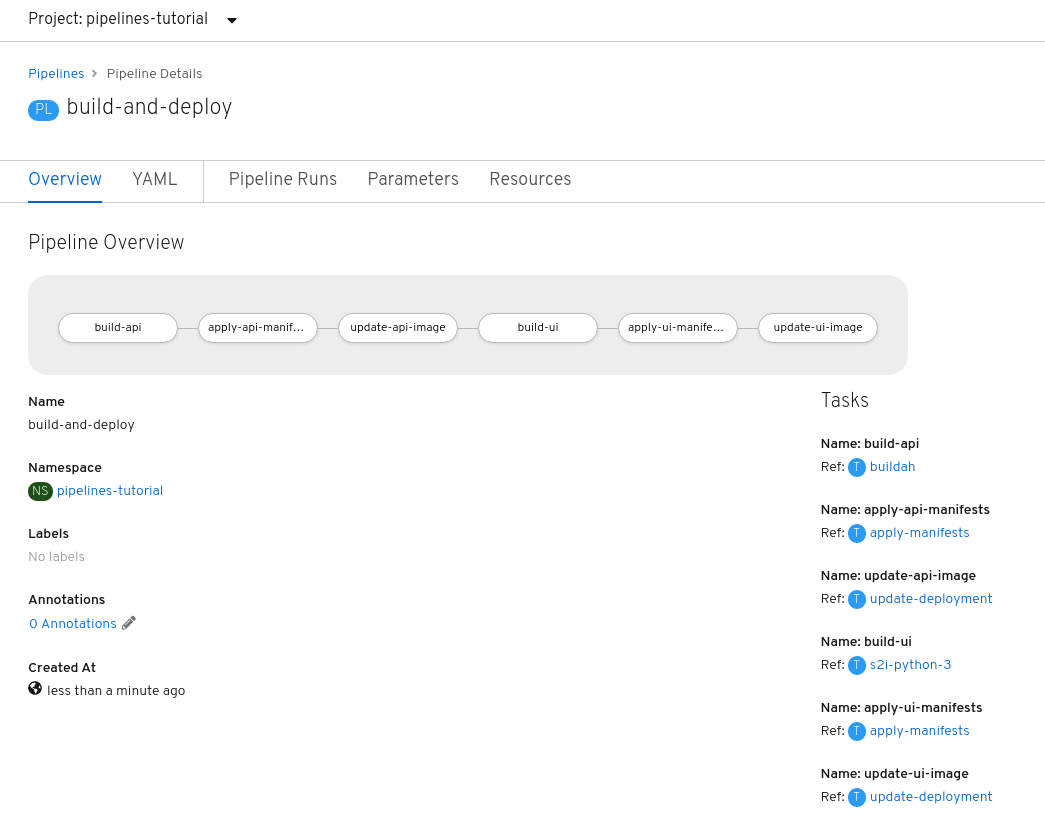 Project: pipelines-tutorial
Pipelines > Pipeline Details
PL build-and-deploy
Overview YAML Pipeline Runs Parameters Resources
Pipeline Overview
build-api apply-api-manif... update-api-image build-ui apply-ui-manife... update-ui-image
Name
build-and-deploy
Namespace
NS pipelines-tutorial
Labels
No labels
Annotations
0 Annotations
Created At
less than a minute ago
Tasks
Name: build-api
Ref: T buildah
Name: apply-api-manifests
Ref: T apply-manifests
Name: update-api-image
Ref: T update-deployment
Name: build-ui
Ref: T s2i-python-3
Name: apply-ui-manifests
Ref: T apply-manifests
Name: update-ui-image
Ref: T update-deployment